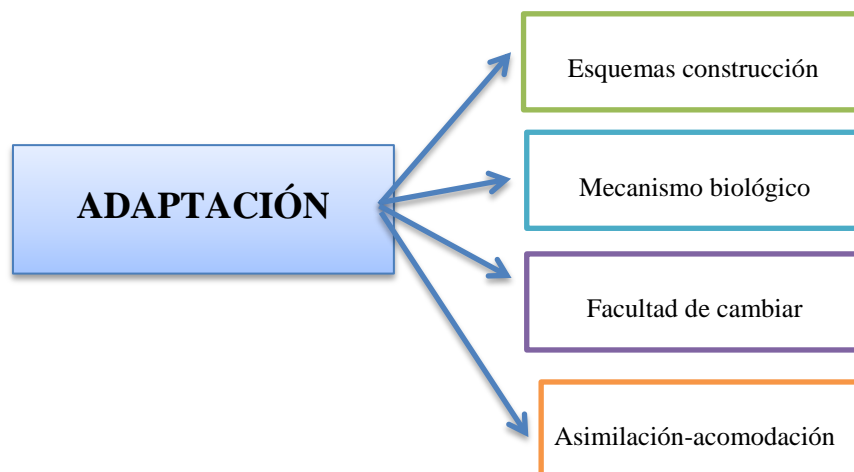 ADAPTACIÓN
Esquemas construcción
Mecanismo biológico
Facultad de cambiar
Asimilación-acomodación